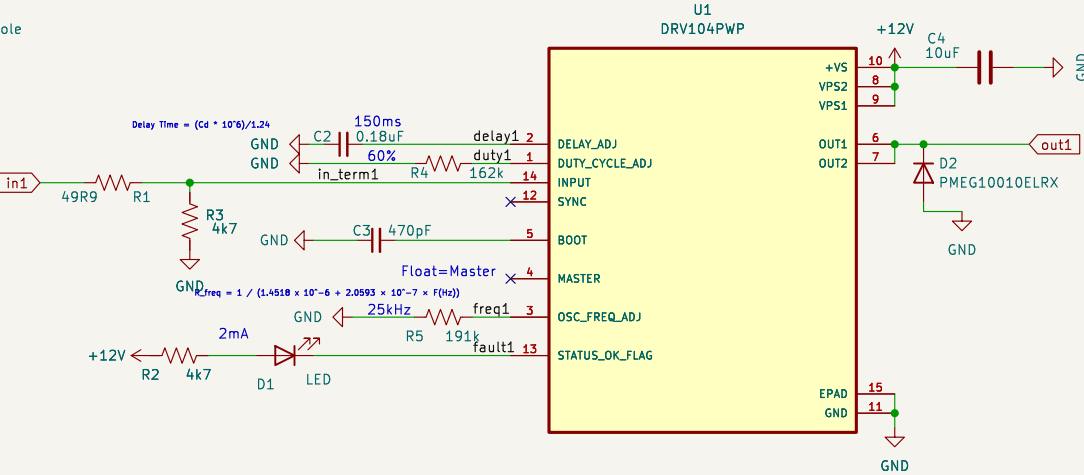 U1
DRV104PWP
ole
+12V
C4
10uF
GND
+VS
10
VPS2
8
VPS1
9
Delay Time = (Cd * 10^6)/1.24
150ms
GND
C2
0.18uF
delay1
2
DELAY_ADJ
OUT1
6
out1
GND
60%
R4
162k
duty1
1
DUTY_CYCLE_ADJ
OUT2
7
D2
PMEG10010ELRX
GND
in1
49R9
R1
in_term1
14
INPUT
12
SYNC
R3
4k7
GND
GND
C3
470pF
5
BOOT
Float=Master
4
MASTER
R_freq = 1 / (1.4518 x 10^-6 + 2.0593 × 10^-7 × F(Hz))
GND
25kHz
R5
191k
freq1
3
OSC_FREQ_ADJ
+12V
R2
4k7
2mA
D1
LED
fault1
13
STATUS_OK_FLAG
EPAD
15
GND
11
GND